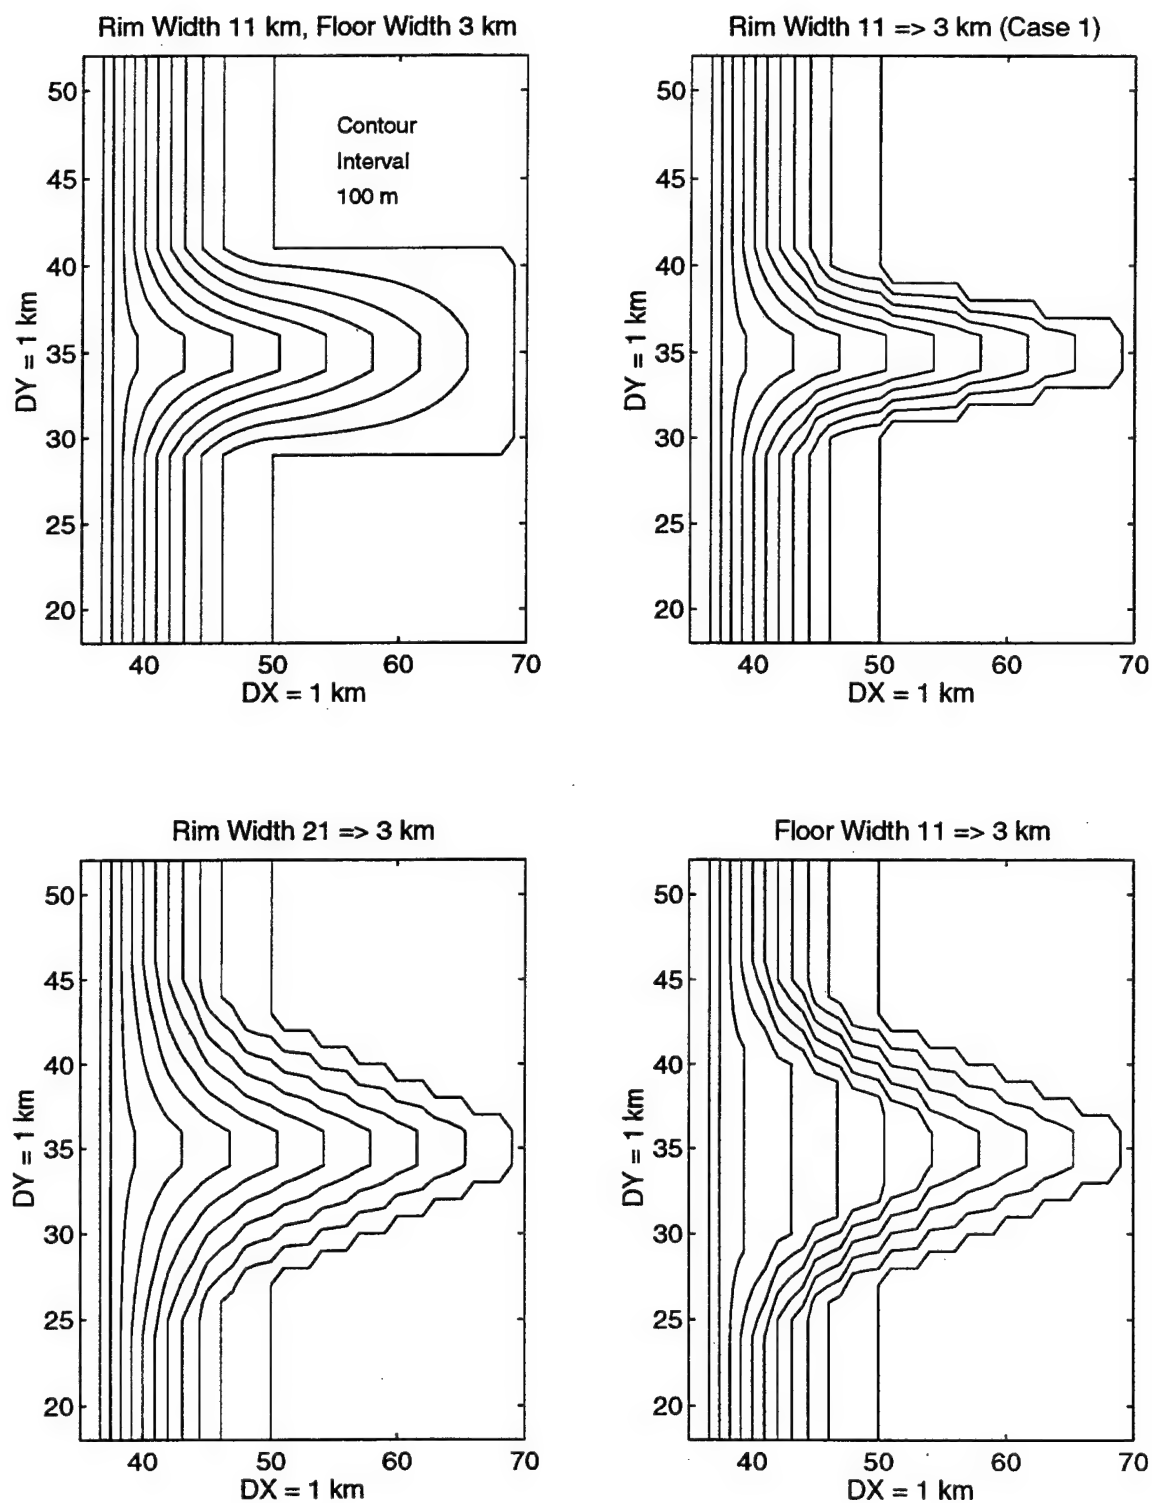 Rim Width 11 km, Floor Width 3 km
Contour
Interval
100 m
50
45
40
35
30
25
20
DY = 1 km
40
50
60
70
DX = 1 km
Rim Width 11 => 3 km (Case 1)
50
45
40
35
30
25
20
DY = 1 km
40
50
60
70
DX = 1 km
Rim Width 21 => 3 km
50
45
40
35
30
25
20
DY = 1 km
40
50
60
70
DX = 1 km
Floor Width 11 => 3 km
50
45
40
35
30
25
20
DY = 1 km
40
50
60
70
DX = 1 km